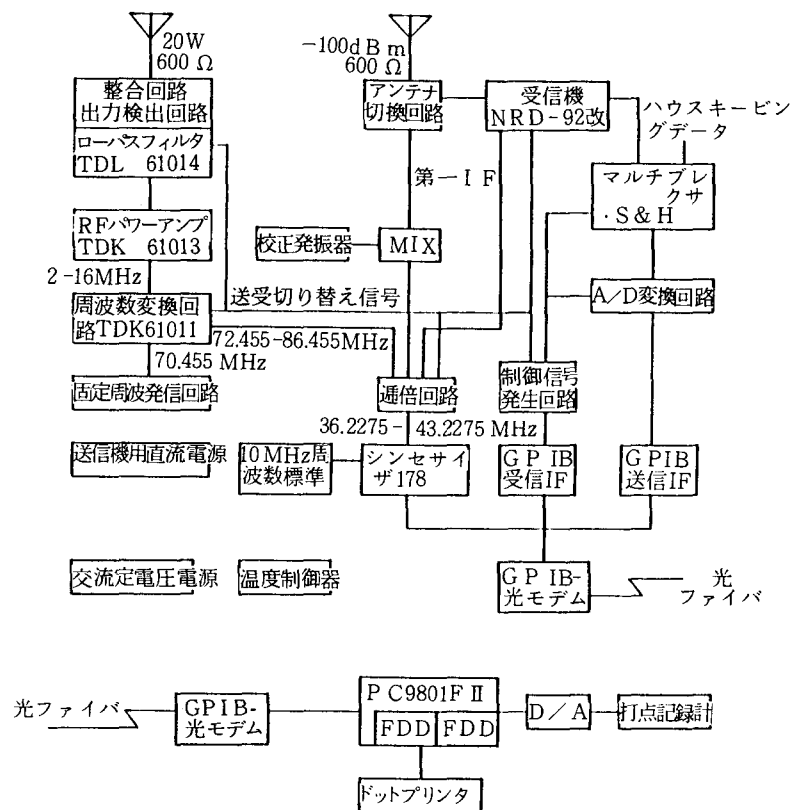 20W
600 Ω
-100dBm
600 Ω
整合回路
出力検出回路
ローパスフィルタ
TDL 61014
アンテナ
切換回路
受信機
NRD-92改
ハウスキーピン
グデータ
第一IF
マルチプレ
クサ
・S&H
RFパワーアンプ
TDK 61013
校正発振器
MIX
2-16MHz
送受切り替え信号
A/D変換回路
周波数変換回
路TDK61011
72.455-86.455MHz
70.455 MHz
固定周波発信回路
逓倍回路
制御信号
発生回路
36.2275-
43.2275 MHz
送信機用直流電源
10MHz周
波数標準
シンセサイ
ザ178
GPIB
受信IF
GPIB
送信IF
交流定電圧電源
温度制御器
GPIB-
光モデム
光
ファイバ
光ファイバ
GPIB-
光モデム
PC9801FⅡ
FDD
FDD
D/A
打点記録計
ドットプリンタ